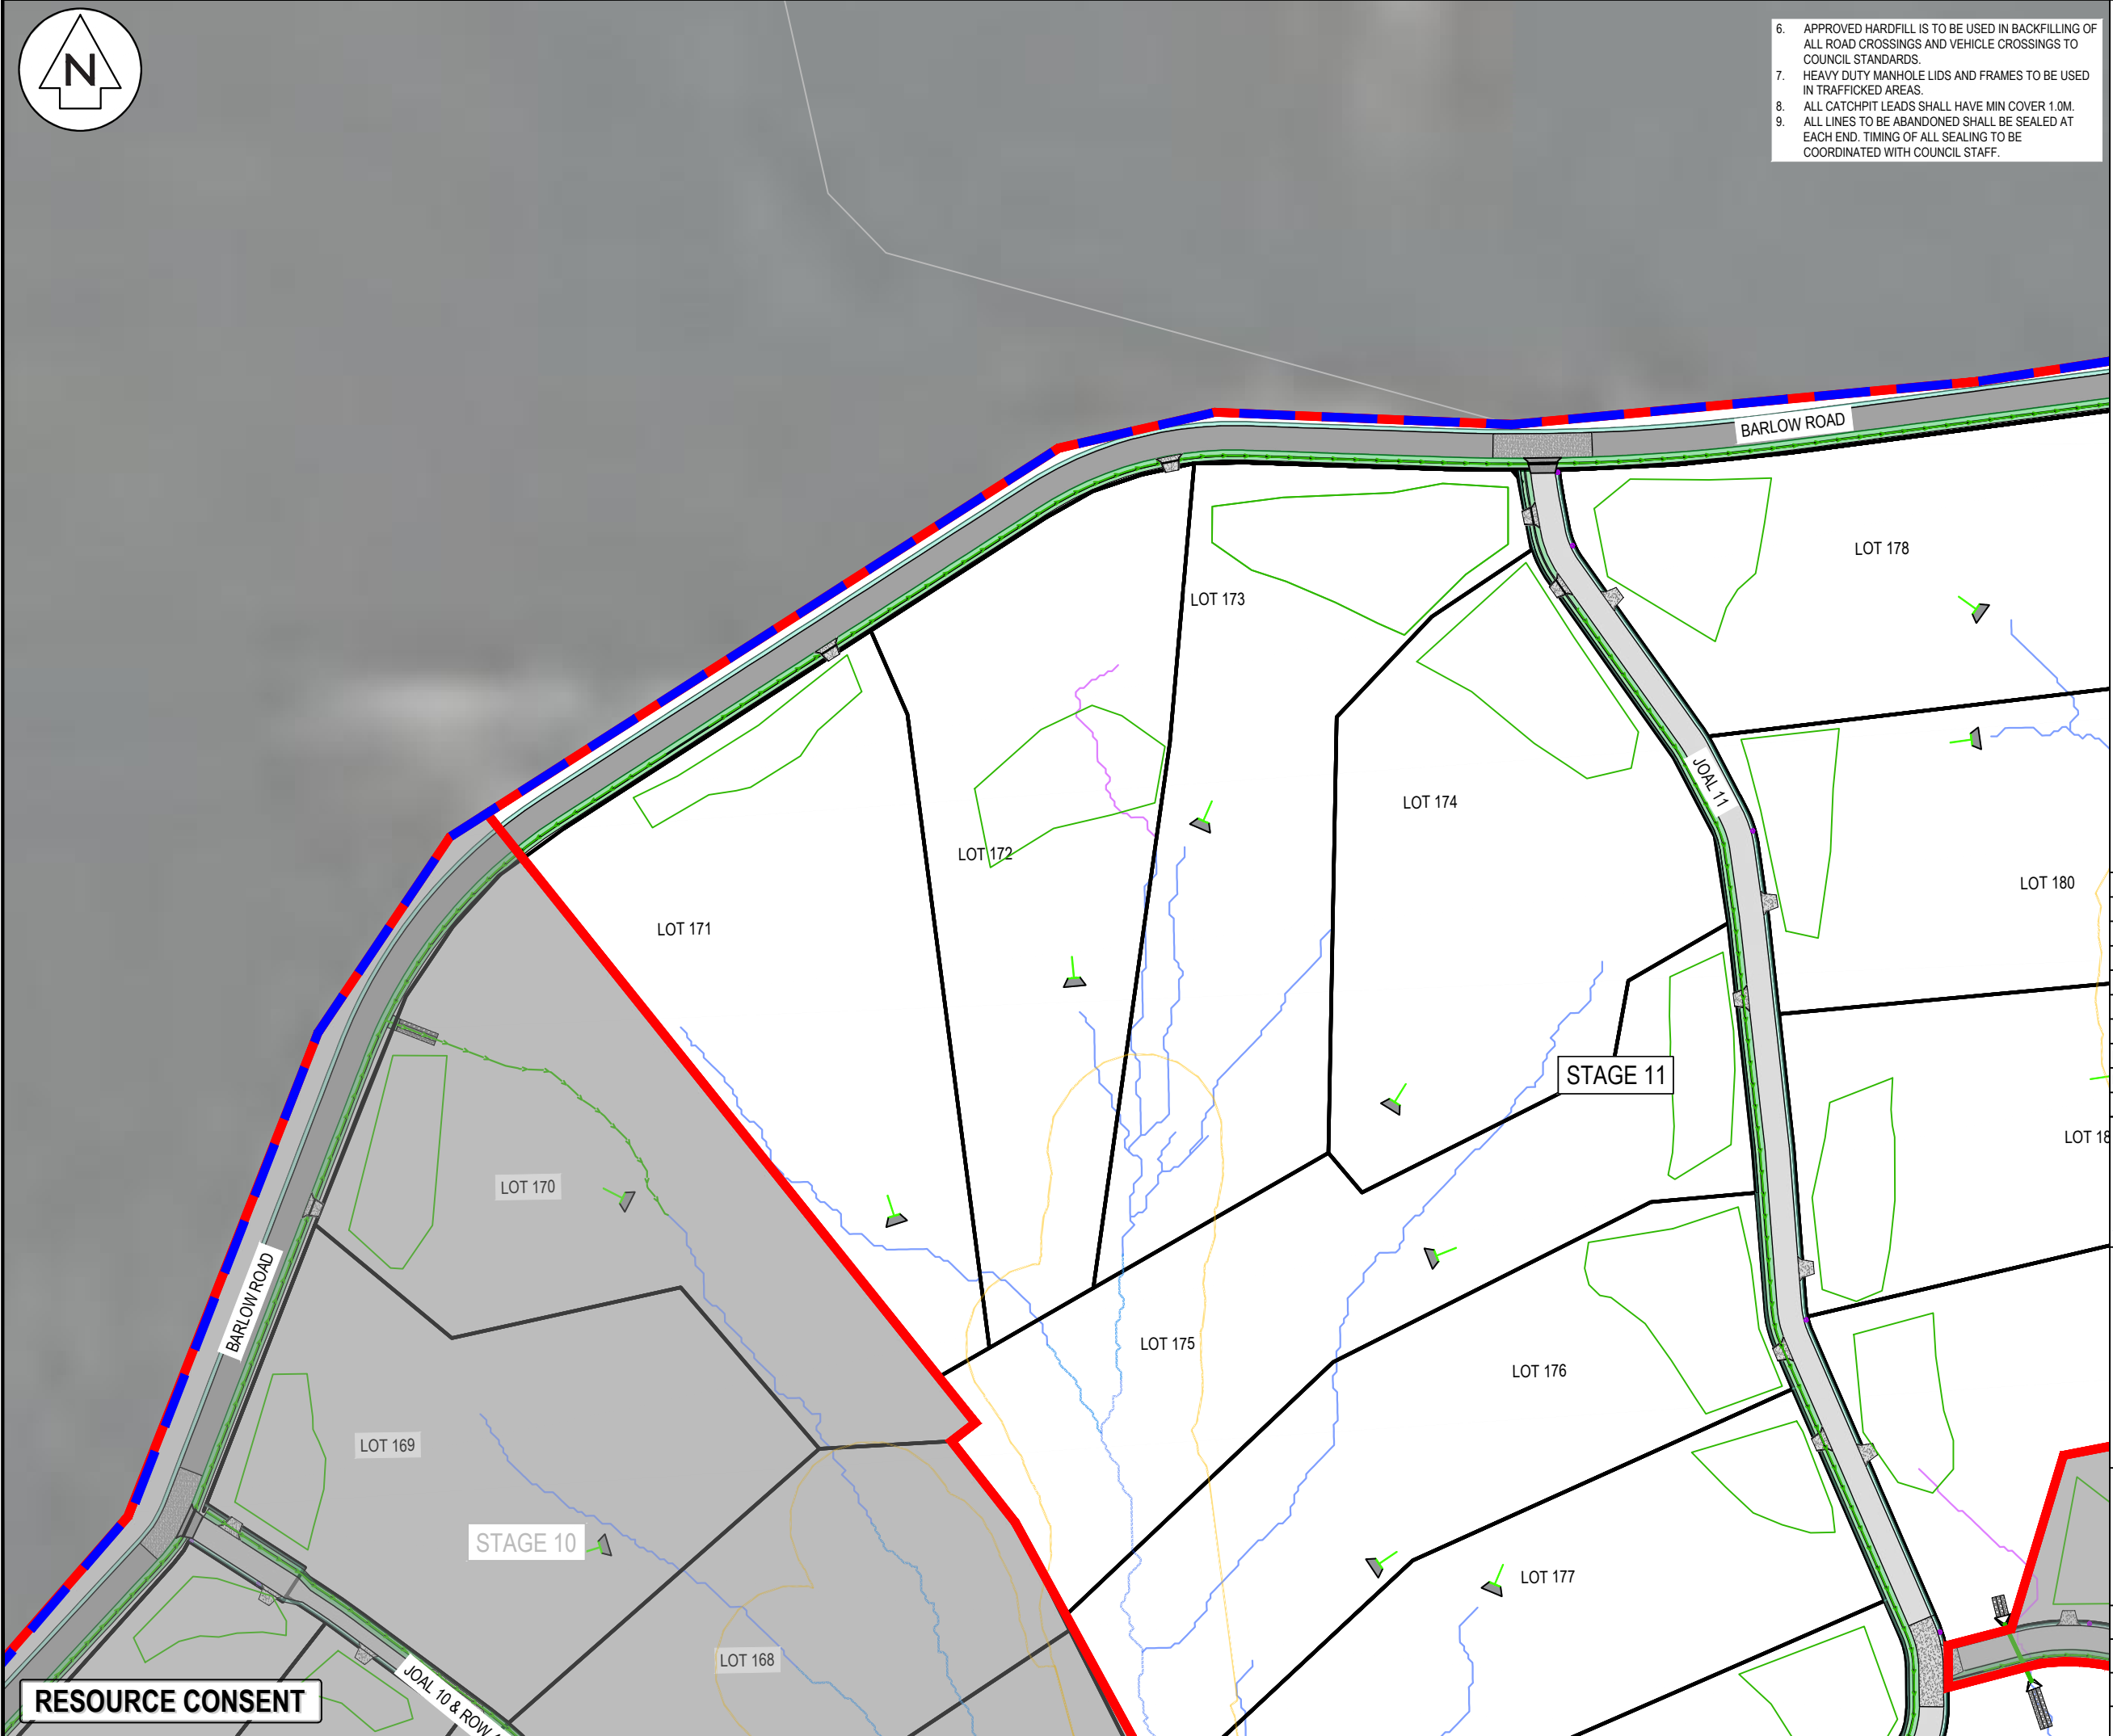 N
6. APPROVED HARDFILL IS TO BE USED IN BACKFILLING OF
ALL ROAD CROSSINGS AND VEHICLE CROSSINGS TO
COUNCIL STANDARDS.
7. HEAVY DUTY MANHOLE LIDS AND FRAMES TO BE USED
IN TRAFFICKED AREAS.
8. ALL CATCHPIT LEADS SHALL HAVE MIN COVER 1.0M.
9. ALL LINES TO BE ABANDONED SHALL BE SEALED AT
EACH END. TIMING OF ALL SEALING TO BE
COORDINATED WITH COUNCIL STAFF.
BARLOW ROAD
LOT 178
LOT 173
JOAL 11
LOT 174
LOT 172
LOT 180
LOT 171
STAGE 11
LOT 18
LOT 170
BARLOW ROAD
LOT 175
LOT 176
LOT 169
STAGE 10
LOT 177
LOT 168
JOAL 10 & ROW
RESOURCE CONSENT